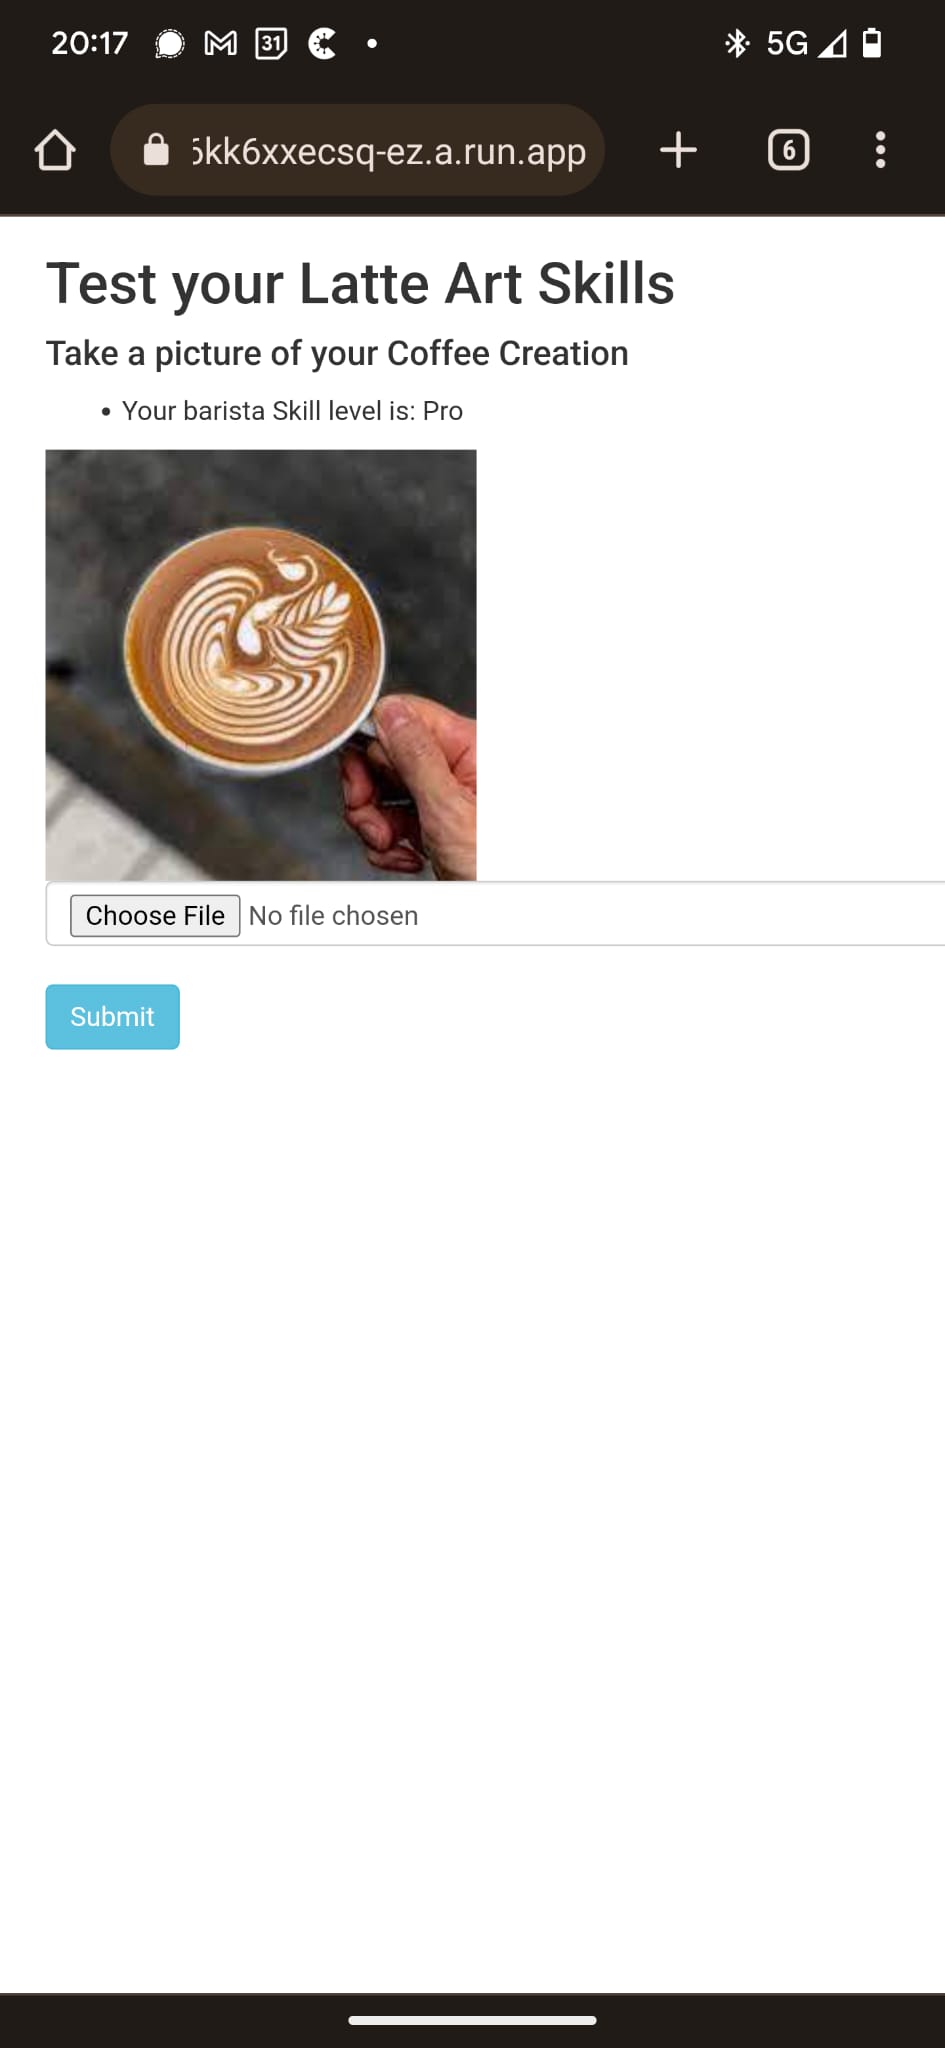 20:17
31
5G
kk6xxecsq-ez.a.run.app
6
Test your Latte Art Skills
Take a picture of your Coffee Creation
• Your barista Skill level is: Pro
Choose File No file chosen
Submit